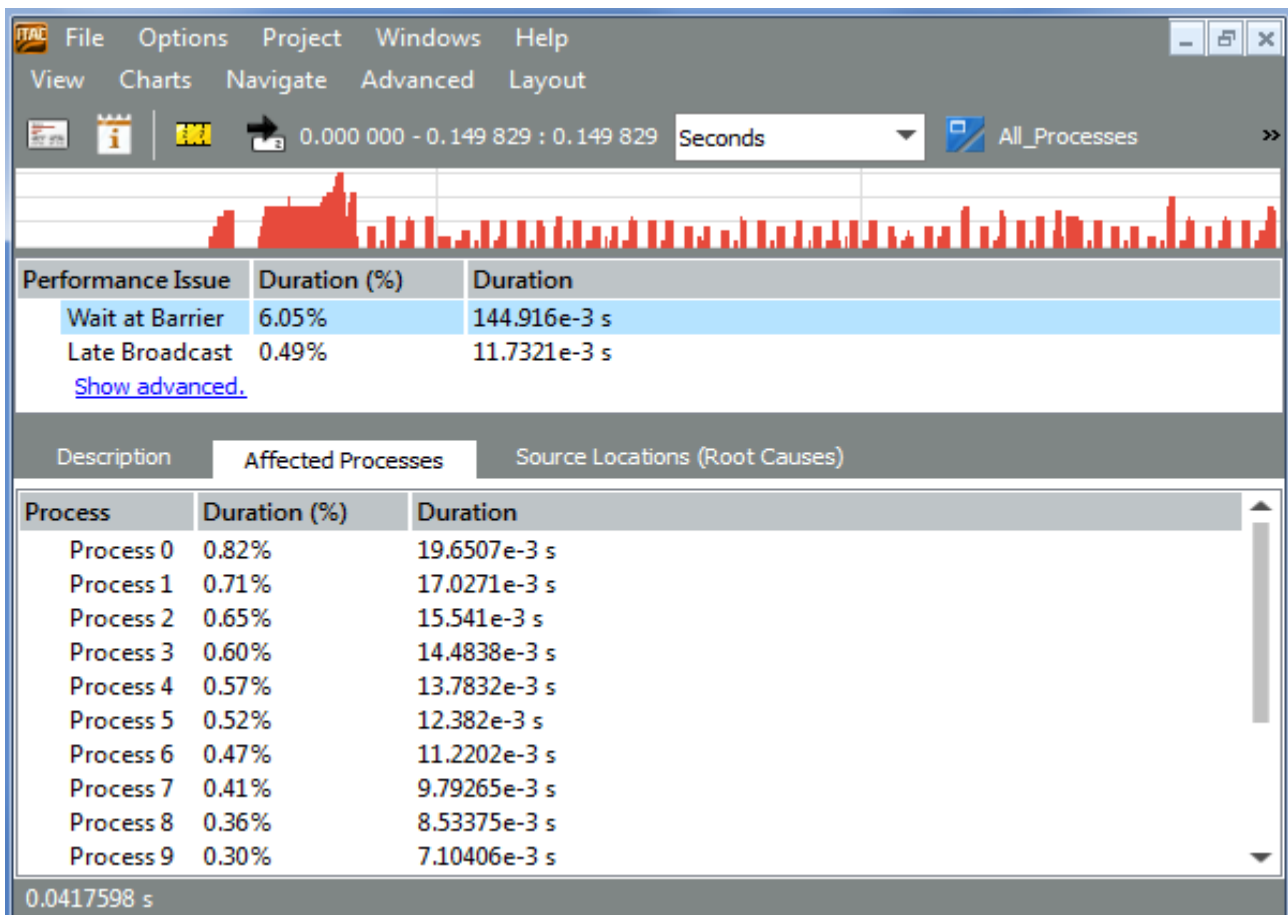 ITAC File Options Project Windows Help
View Charts Navigate Advanced Layout
0.000 000 - 0.149 829 : 0.149 829 Seconds All_Processes »
Performance Issue Duration (%) Duration
Wait at Barrier 6.05% 144.916e-3 s
Late Broadcast 0.49% 11.7321e-3 s
Show advanced.
Description Affected Processes Source Locations (Root Causes)
Process Duration (%) Duration
Process 0 0.82% 19.6507e-3 s
Process 1 0.71% 17.0271e-3 s
Process 2 0.65% 15.541e-3 s
Process 3 0.60% 14.4838e-3 s
Process 4 0.57% 13.7832e-3 s
Process 5 0.52% 12.382e-3 s
Process 6 0.47% 11.2202e-3 s
Process 7 0.41% 9.79265e-3 s
Process 8 0.36% 8.53375e-3 s
Process 9 0.30% 7.10406e-3 s
0.0417598 s